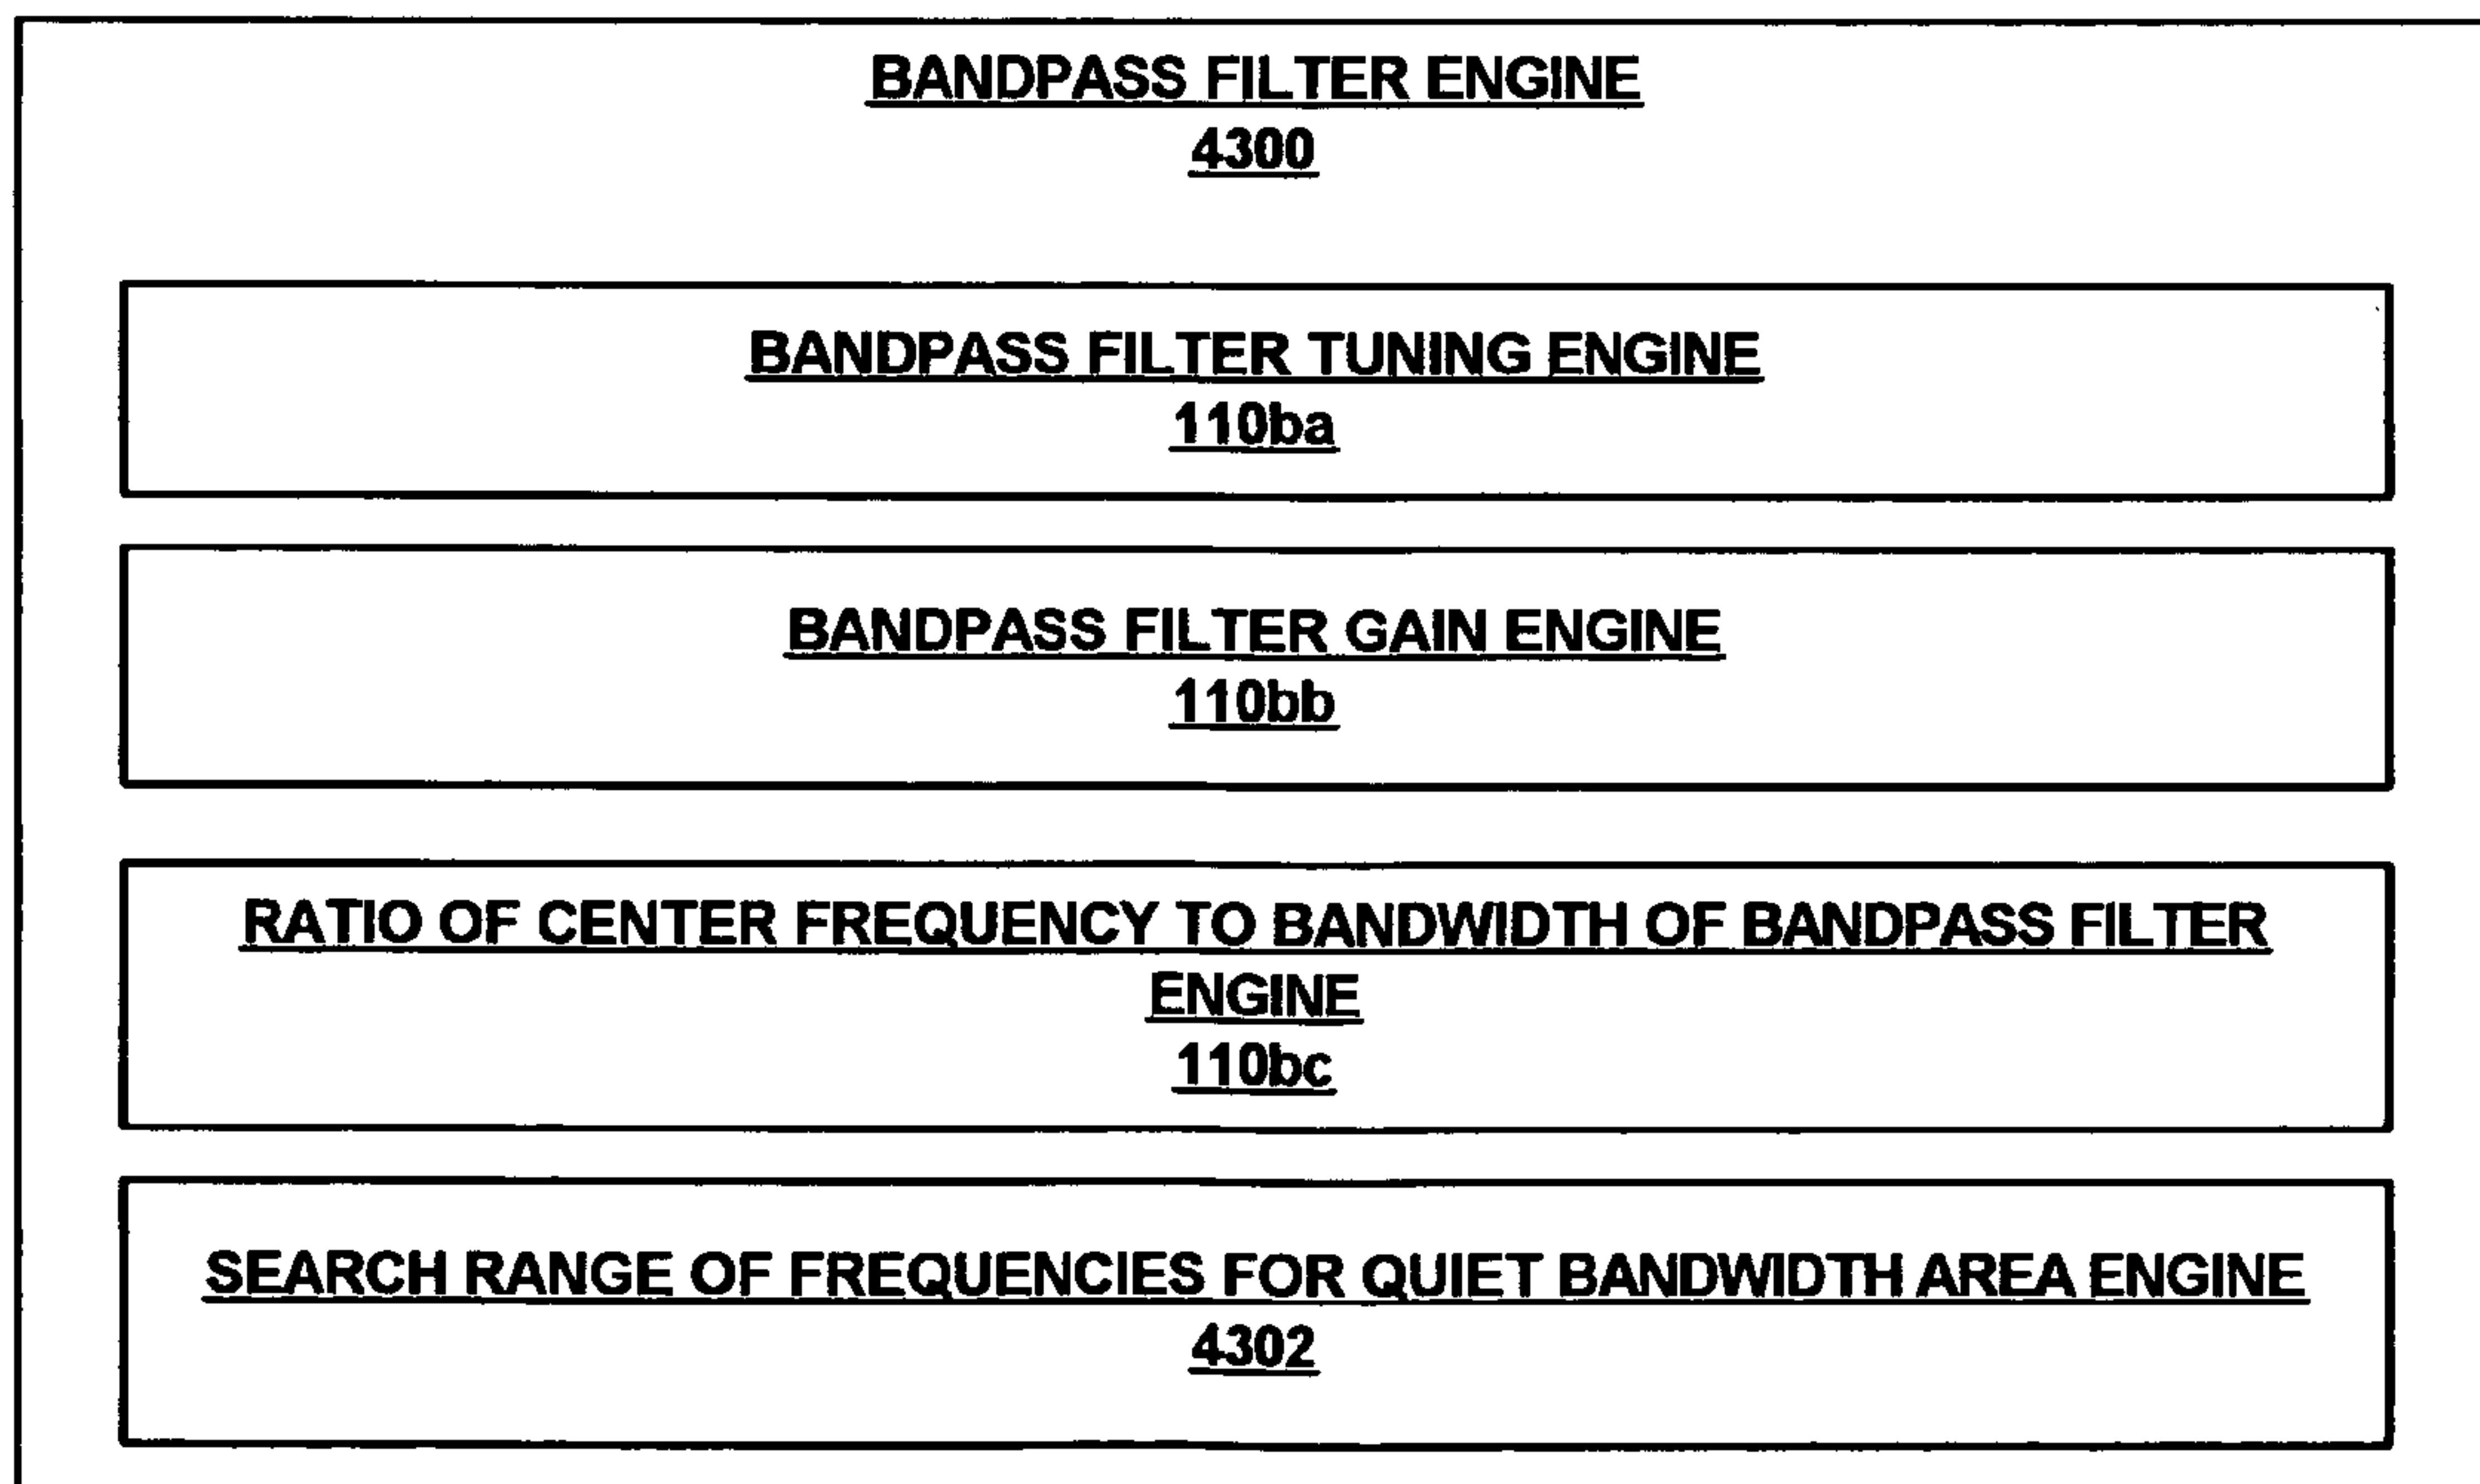 BANDPASS FILTER ENGINE
4300
BANDPASS FILTER TUNING ENGINE
110ba
BANDPASS FILTER GAIN ENGINE
110bb
RATIO OF CENTER FREQUENCY TO BANDWIDTH OF BANDPASS FILTER
ENGINE
110bc
SEARCH RANGE OF FREQUENCIES FOR QUIET BANDWIDTH AREA ENGINE
4302